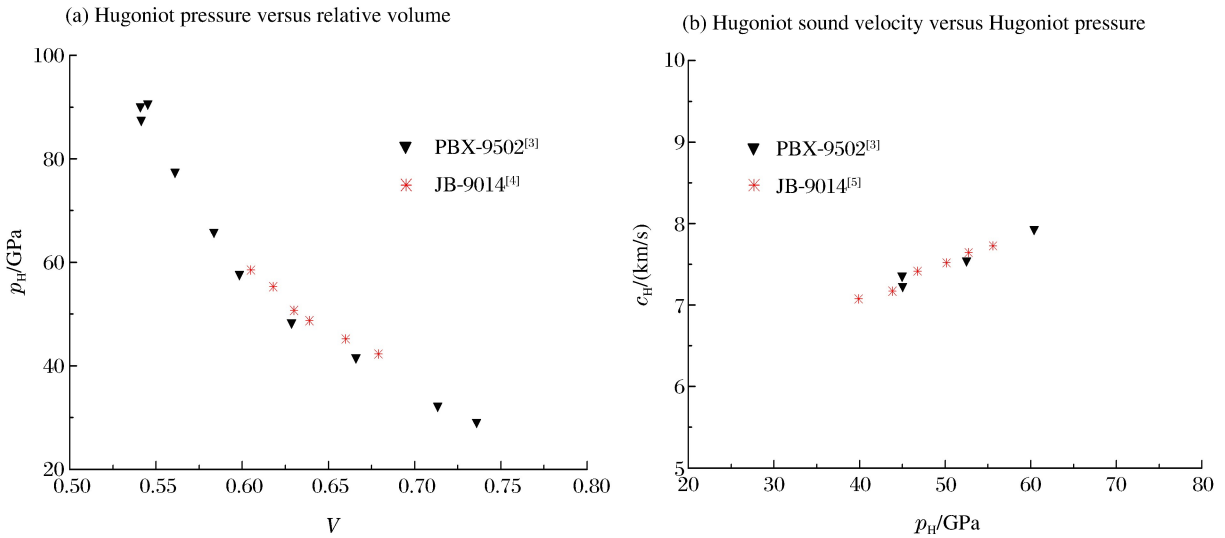 (a) Hugoniot pressure versus relative volume
100
80
60
40
20
p_H/GPa
PBX-9502[3]
JB-9014[4]
0.50 0.55 0.60 0.65 0.70 0.75 0.80
V
(b) Hugoniot sound velocity versus Hugoniot pressure
10
9
8
7
6
5
c_H/(km/s)
PBX-9502[3]
JB-9014[5]
20 30 40 50 60 70 80
p_H/GPa